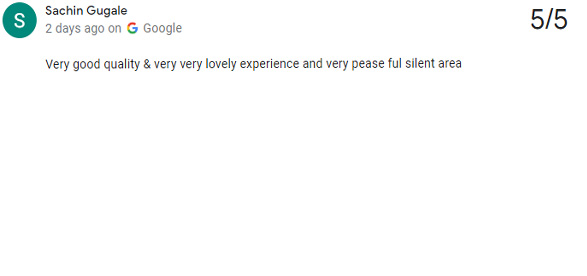 S
Sachin Gugale
5/5
2 days ago on G Google
Very good quality & very very lovely experience and very pease ful silent area